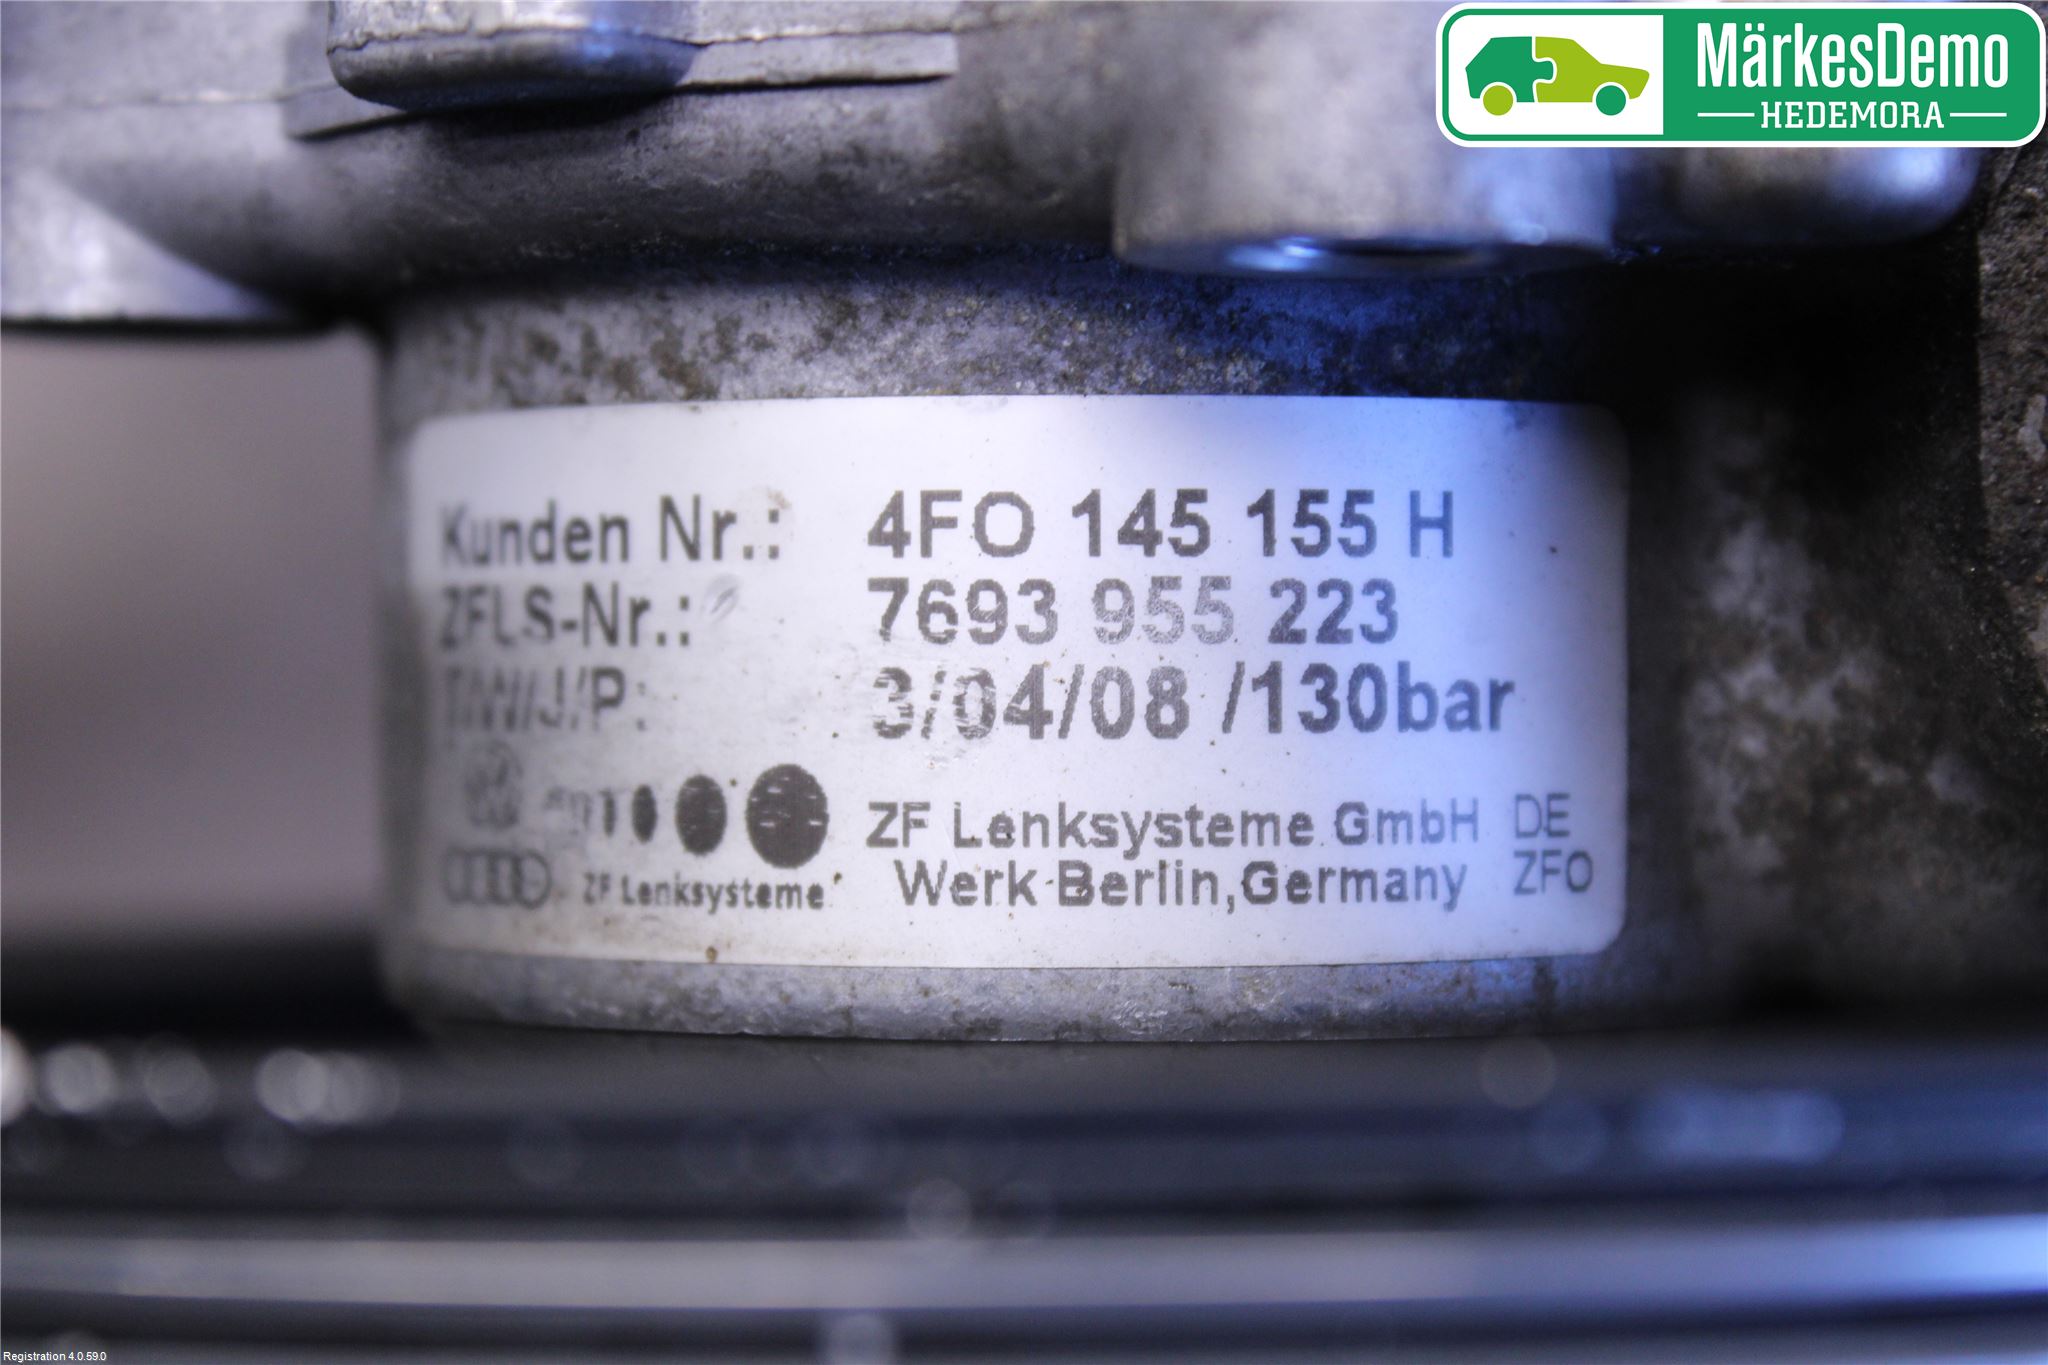 MärkesDemo
HEDEMORA
Kunden Nr.: 4FO 145 155 H
ZFLS-Nr.: 7693 955 223
T/W/J/P: 3/04/08 /130bar
ZF Lenksysteme GmbH DE
ZF Lenksysteme Werk Berlin,Germany ZFO
Registration 4.0.59.0